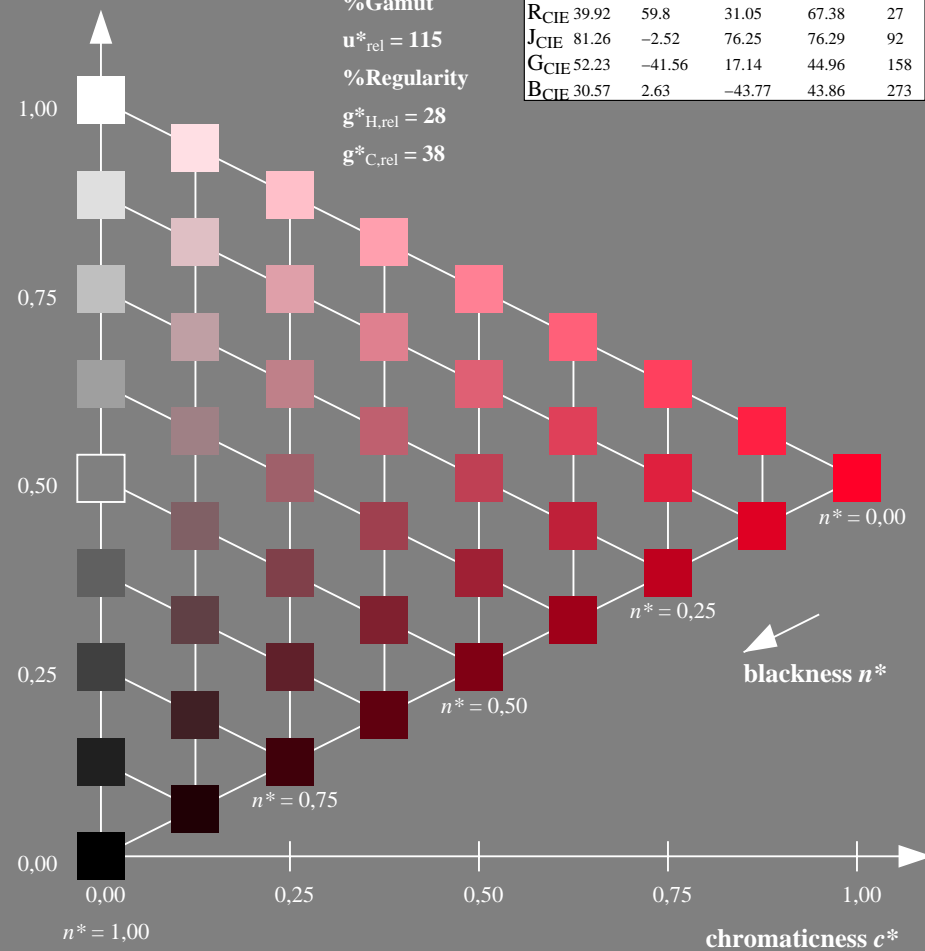 %Gamut
u*rel = 115
%Regularity
g*H,rel = 28
g*C,rel = 38
RCIE 39.92 59.8 31.05 67.38 27
JCIE 81.26 −2.52 76.25 76.29 92
GCIE 52.23 −41.56 17.14 44.96 158
BCIE 30.57 2.63 −43.77 43.86 273
1,00
0,75
0,50
n* = 0,00
n* = 0,25
blackness n*
0,25
n* = 0,50
n* = 0,75
0,00
0,00 0,25 0,50 0,75 1,00
n* = 1,00
chromaticness c*